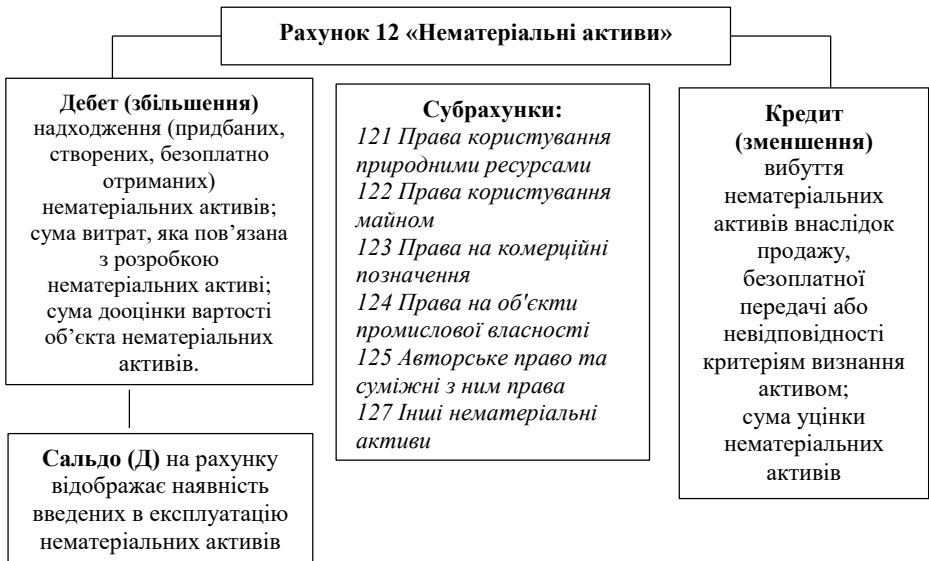 Рахунок 12 «Нематеріальні активи»
Дебет (збільшення)
надходження (придбаних,
створених, безоплатно
отриманих)
нематеріальних активів;
сума витрат, яка пов’язана
з розробкою
нематеріальних активі;
сума дооцінки вартості
об’єкта нематеріальних
активів.
Сальдо (Д) на рахунку
відображає наявність
введених в експлуатацію
нематеріальних активів
Субрахунки:
121 Права користування
природними ресурсами
122 Права користування
майном
123 Права на комерційні
позначення
124 Права на об'єкти
промислової власності
125 Авторське право та
суміжні з ним права
127 Інші нематеріальні
активи
Кредит
(зменшення)
вибуття
нематеріальних
активів внаслідок
продажу,
безоплатної
передачі або
невідповідності
критеріям визнання
активом;
сума уцінки
нематеріальних
активів